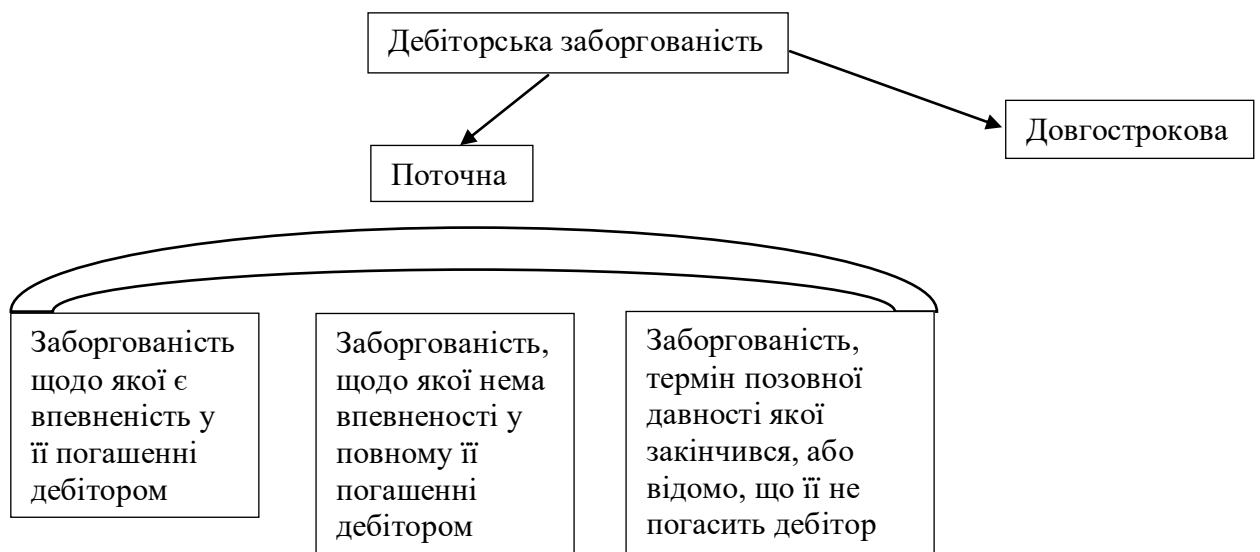 Дебіторська заборгованість
Довгострокова
Поточна
Заборгованість
щодо якої є
впевненість у
її погашенні
дебітором
Заборгованість,
щодо якої нема
впевненості у
повному її
погашенні
дебітором
Заборгованість,
термін позовної
давності якої
закінчився, або
відомо, що її не
погасить дебітор